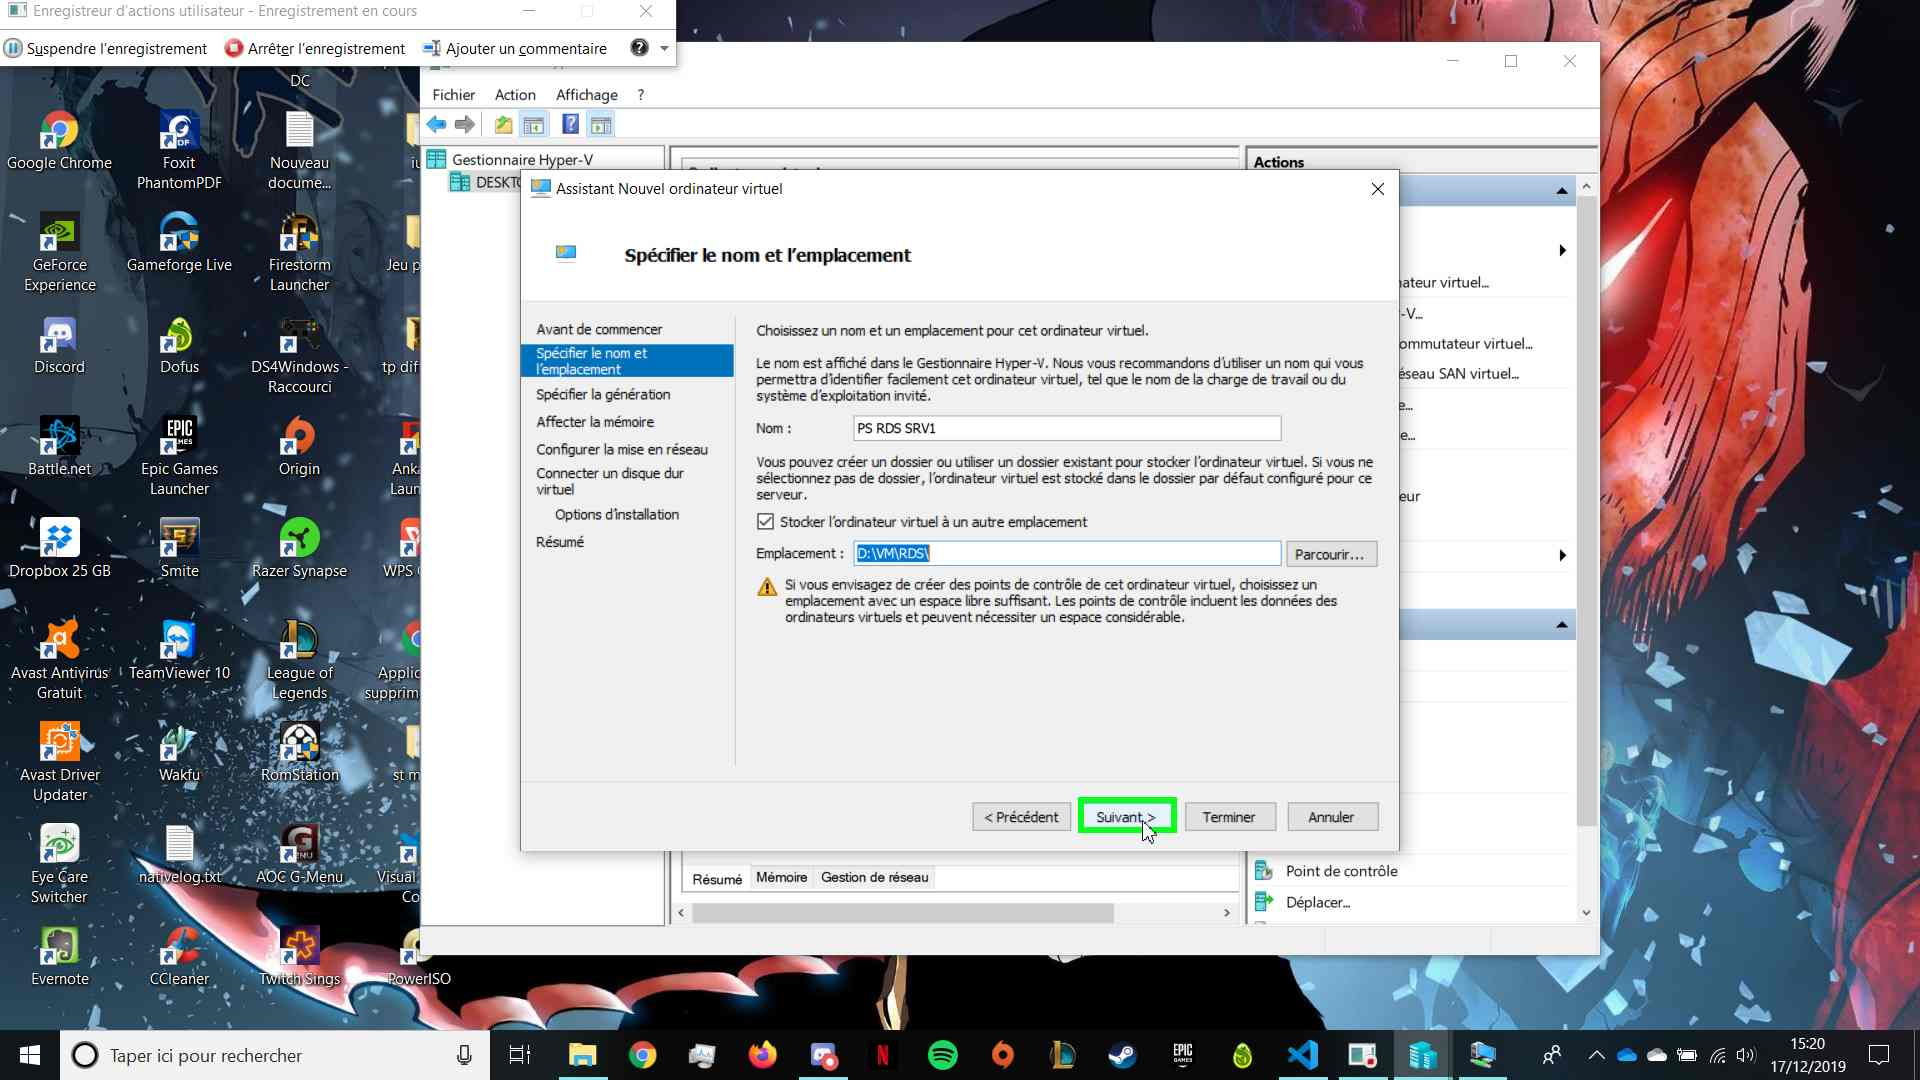 Enregistreur d'actions utilisateur - Enregistrement en cours
Suspendre l'enregistrement
Arrêter l'enregistrement
Ajouter un commentaire
?
DC
Google Chrome
Foxit
PhantomPDF
Nouveau
docume...
GeForce
Experience
Gameforge Live
Firestorm
Launcher
Jeu p
Discord
Dofus
DS4Windows -
Raccourci
tp dif
Battle.net
Epic Games
Launcher
Origin
Anka
Laun
Dropbox 25 GB
Smite
Razer Synapse
WPS
Avast Antivirus
Gratuit
TeamViewer 10
League of
Legends
Applic
supprim
Avast Driver
Updater
Wakfu
RomStation
st m
Eye Care
Switcher
nativelog.txt
AOC G-Menu
Visual
Co
Evernote
CCleaner
Twitch Sings
PowerISO
Fichier
Action
Affichage
?
Gestionnaire Hyper-V
DESKTO
Assistant Nouvel ordinateur virtuel
Spécifier le nom et l'emplacement
Avant de commencer
Spécifier le nom et
l'emplacement
Spécifier la génération
Affecter la mémoire
Configurer la mise en réseau
Connecter un disque dur
virtuel
Options d'installation
Résumé
Choisissez un nom et un emplacement pour cet ordinateur virtuel.
Le nom est affiché dans le Gestionnaire Hyper-V. Nous vous recommandons d'utiliser un nom qui vous
permettra d'identifier facilement cet ordinateur virtuel, tel que le nom de la charge de travail ou du
système d'exploitation invité.
Nom :
PS RDS SRV1
Vous pouvez créer un dossier ou utiliser un dossier existant pour stocker l'ordinateur virtuel. Si vous ne
sélectionnez pas de dossier, l'ordinateur virtuel est stocké dans le dossier par défaut configuré pour ce
serveur.
Stocker l'ordinateur virtuel à un autre emplacement
Emplacement :
D:\VM\RDS\
Parcourir...
Si vous envisagez de créer des points de contrôle de cet ordinateur virtuel, choisissez un
emplacement avec un espace libre suffisant. Les points de contrôle incluent les données des
ordinateurs virtuels et peuvent nécessiter un espace considérable.
< Précédent
Suivant >
Terminer
Annuler
Résumé
Mémoire
Gestion de réseau
Actions
ateur virtuel...
-V...
ommutateur virtuel...
éseau SAN virtuel...
e...
e...
eur
Point de contrôle
Déplacer...
Taper ici pour rechercher
15:20
17/12/2019